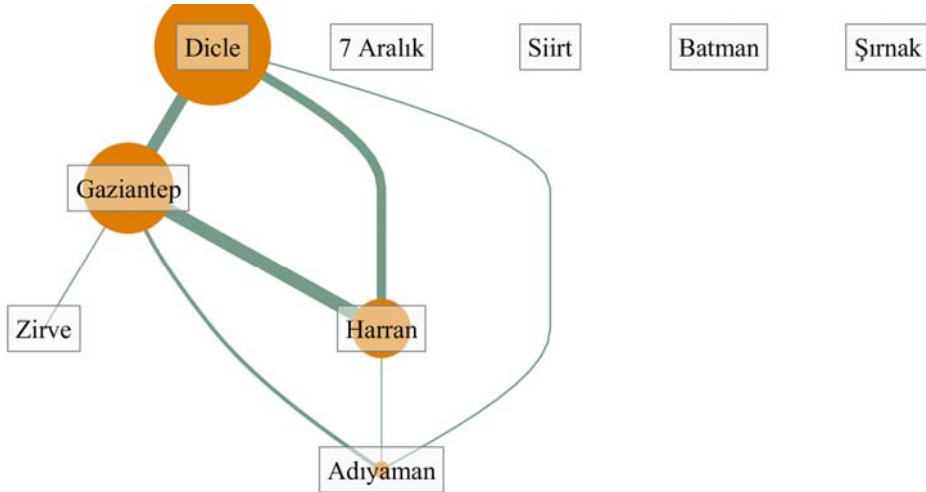 Dicle
7 Aralık
Siirt
Batman
Şırnak
Gaziantep
Zirve
Harran
Adıyaman